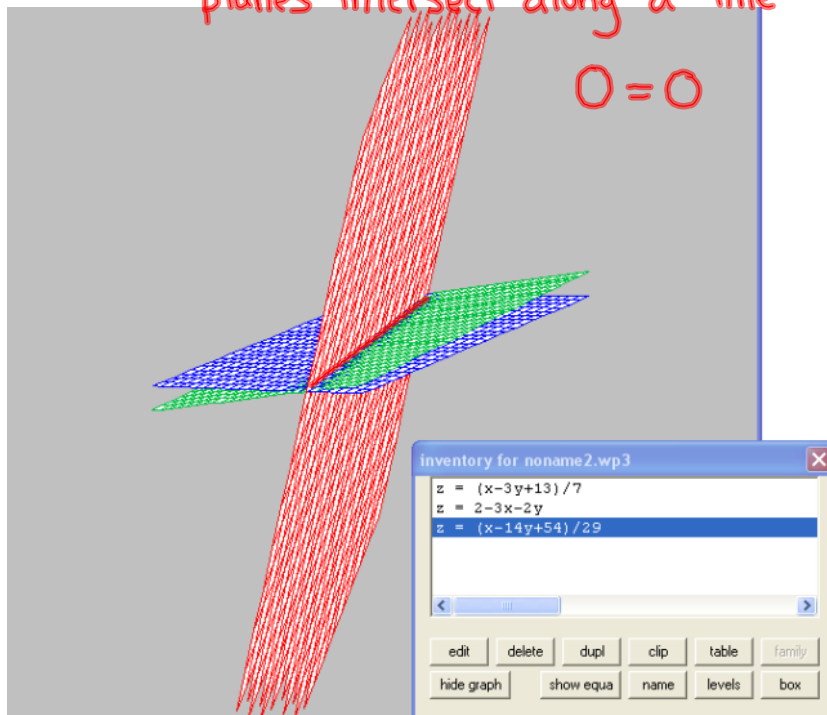 planes intersect along a line
0 = 0
inventory for noname2.wp3
z = (x-3y+13)/7
z = 2-3x-2y
z = (x-14y+54)/29
edit delete dupl clip table family
hide graph show equa name levels box